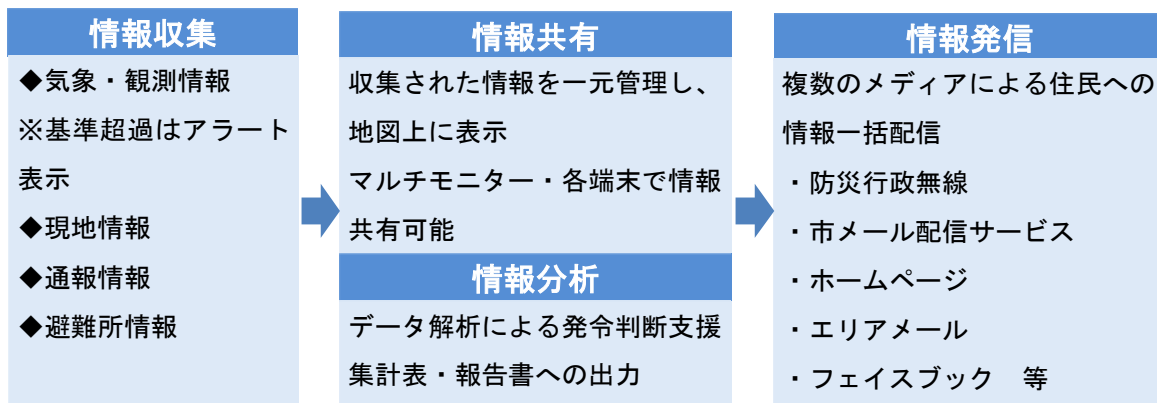 情報収集
◆気象・観測情報
※基準超過はアラート
表示
◆現地情報
◆通報情報
◆避難所情報
情報共有
収集された情報を一元管理し、
地図上に表示
マルチモニター・各端末で情報
共有可能
情報分析
データ解析による発令判断支援
集計表・報告書への出力
情報発信
複数のメディアによる住民への
情報一括配信
・防災行政無線
・市メール配信サービス
・ホームページ
・エリアメール
・フェイスブック　等